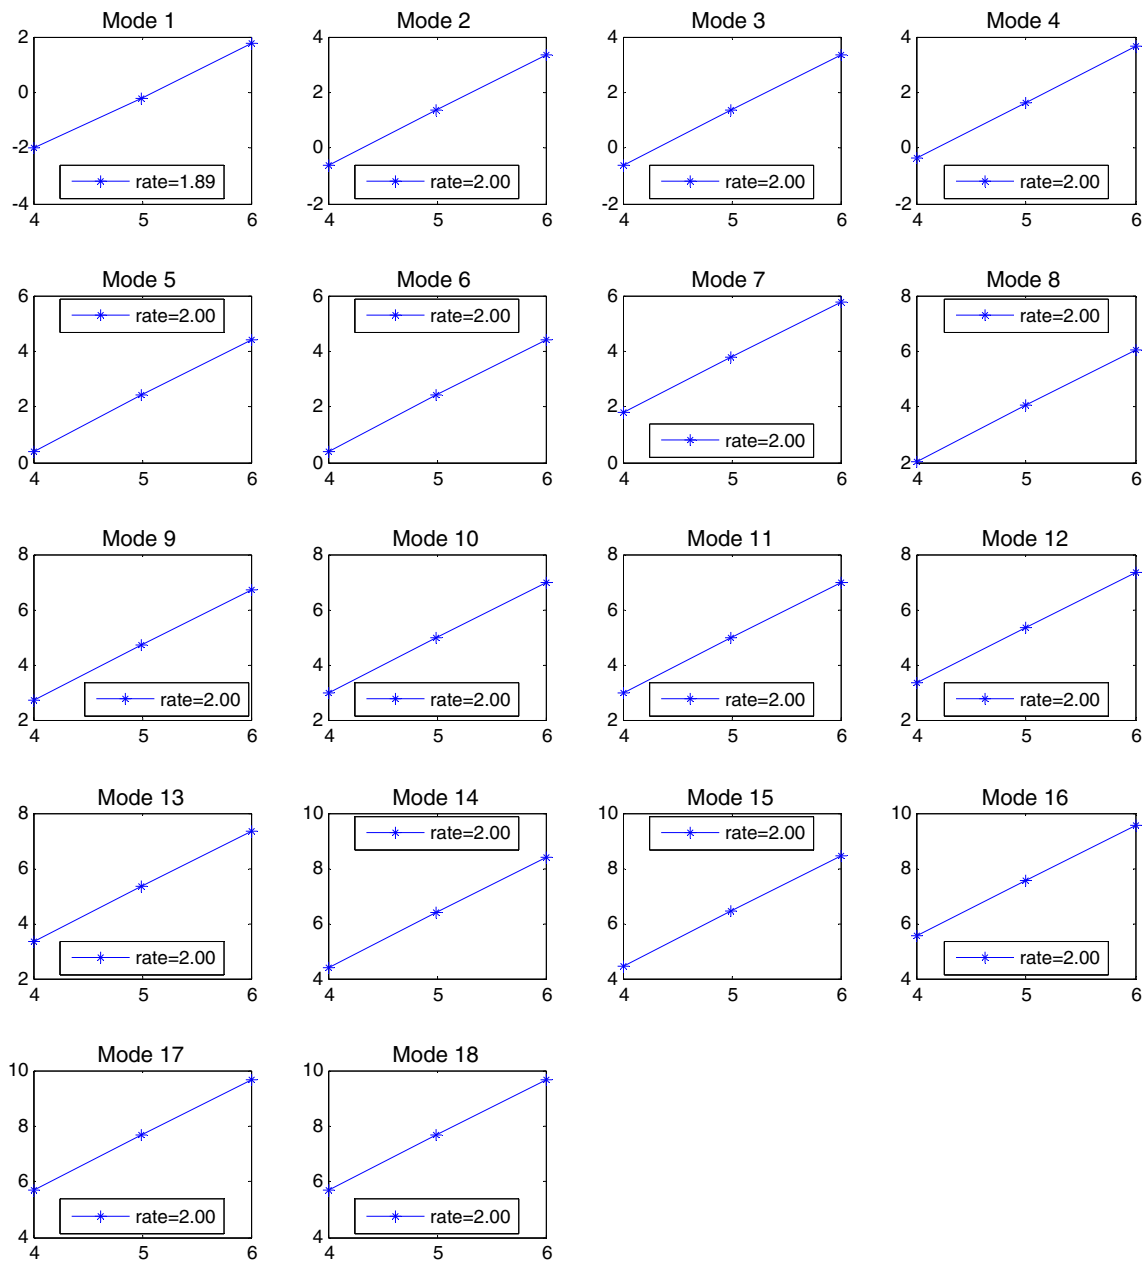 Mode 1 Mode 2 Mode 3 Mode 4
2 4 4 4
0 2 2 2
-2 0 0 0
rate=1.89 rate=2.00 rate=2.00 rate=2.00
-4 -2 -2 -2
4 5 6 4 5 6 4 5 6 4 5 6
Mode 5 Mode 6 Mode 7 Mode 8
6 6 6 8
rate=2.00 rate=2.00 rate=2.00
4 4 4 6
2 2 2 4
rate=2.00
0 0 0 2
4 5 6 4 5 6 4 5 6 4 5 6
Mode 9 Mode 10 Mode 11 Mode 12
8 8 8 8
6 6 6 6
4 4 4 4
rate=2.00 rate=2.00 rate=2.00 rate=2.00
2 2 2 2
4 5 6 4 5 6 4 5 6 4 5 6
Mode 13 Mode 14 Mode 15 Mode 16
8 10 10 10
rate=2.00 rate=2.00
6 8 8 8
4 6 6 6
rate=2.00 rate=2.00
2 4 4 4
4 5 6 4 5 6 4 5 6 4 5 6
Mode 17 Mode 18
10 10
8 8
6 6
rate=2.00 rate=2.00
4 4
4 5 6 4 5 6